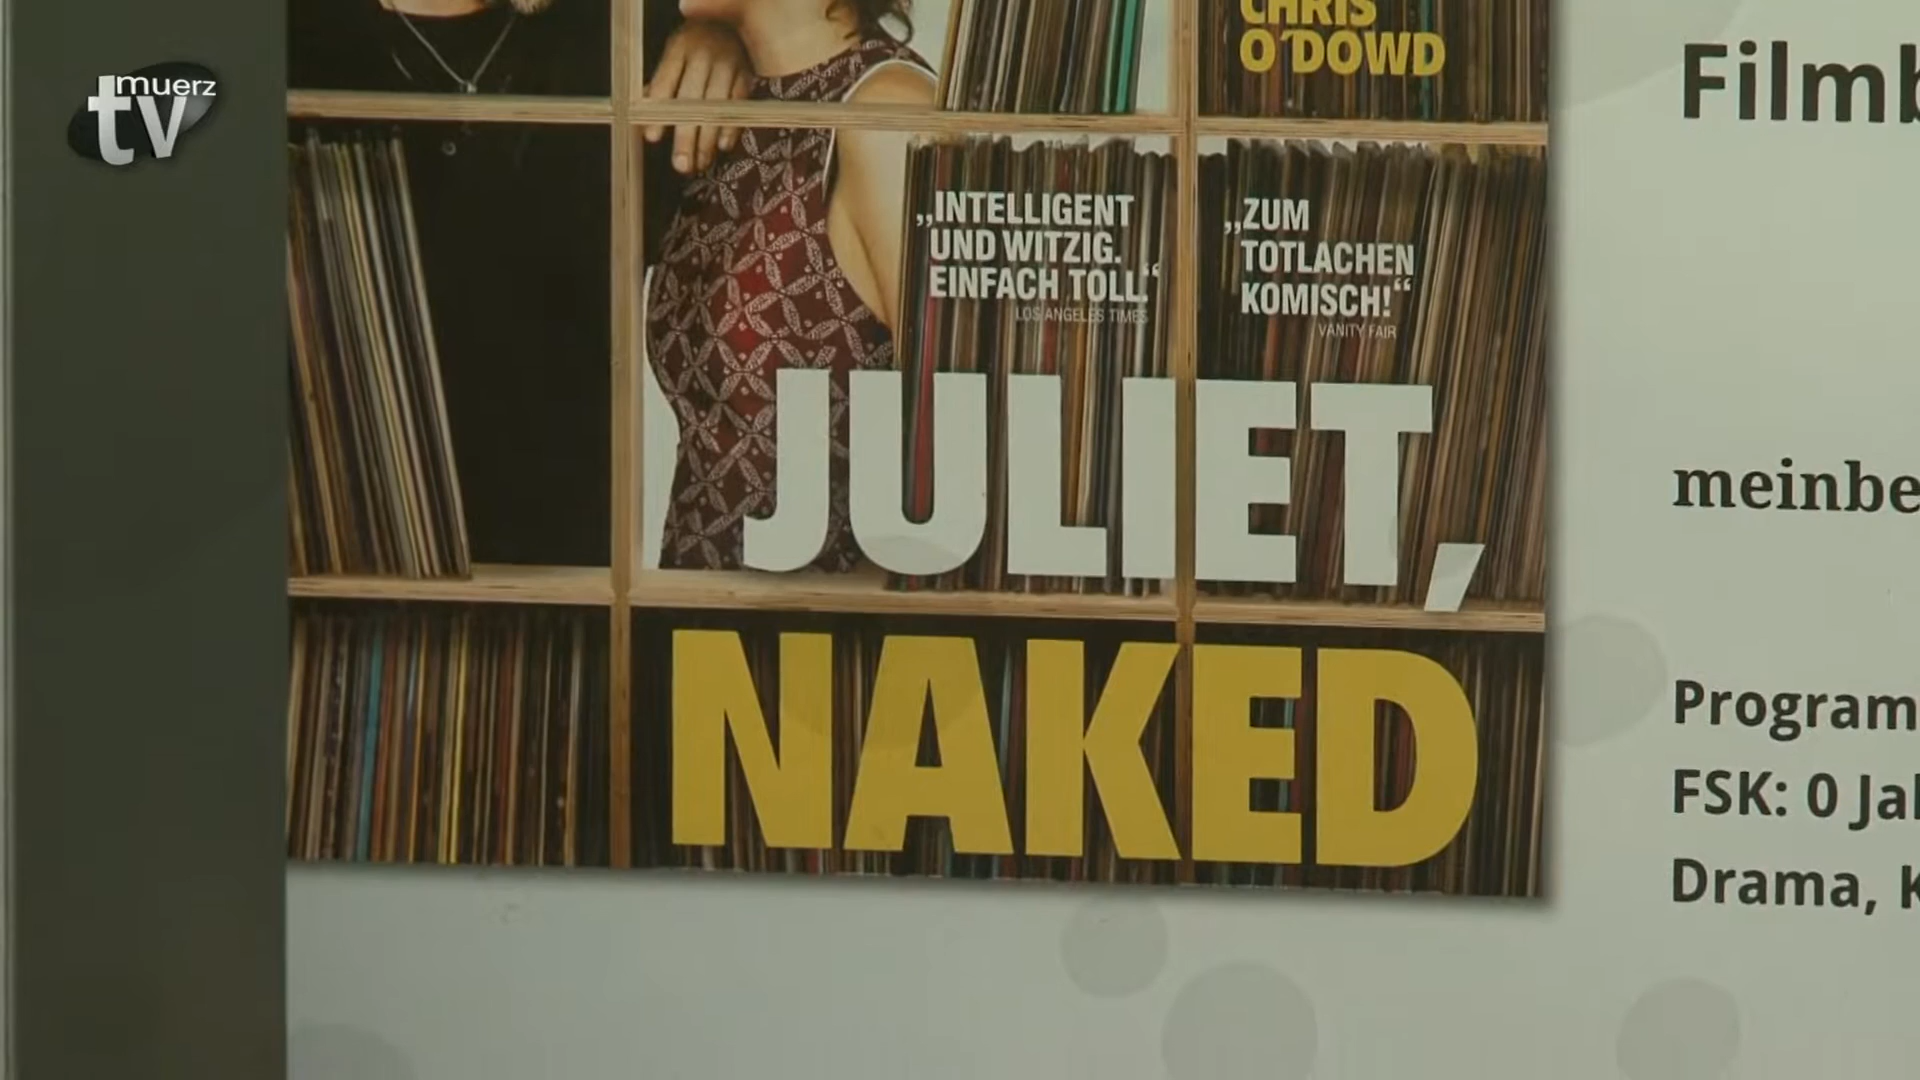 muerz
tv
CHRIS
O'DOWD
„INTELLIGENT
UND WITZIG.
EINFACH TOLL.“
LOS ANGELES TIMES
„ZUM
TOTLACHEN
KOMISCH!“
VANITY FAIR
JULIET,
NAKED
Filmb
meinbe
Program
FSK: 0 Jah
Drama, K